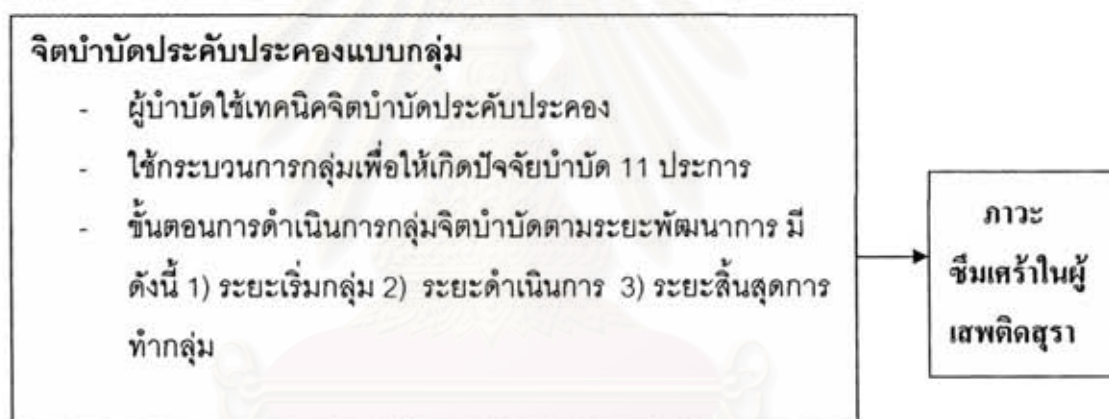 จิตบำบัดประคับประคองแบบกลุ่ม
- ผู้บำบัดใช้เทคนิคจิตบำบัดประคับประคอง
- ใช้กระบวนการกลุ่มเพื่อให้เกิดปัจจัยบำบัด 11 ประการ
- ขั้นตอนการดำเนินการกลุ่มจิตบำบัดตามระยะพัฒนาการ มี
ดังนี้ 1) ระยะเริ่มกลุ่ม 2) ระยะดำเนินการ 3) ระยะสิ้นสุดการ
ทำกลุ่ม
ภาวะ
ซึมเศร้าในผู้
เสพติดสุรา